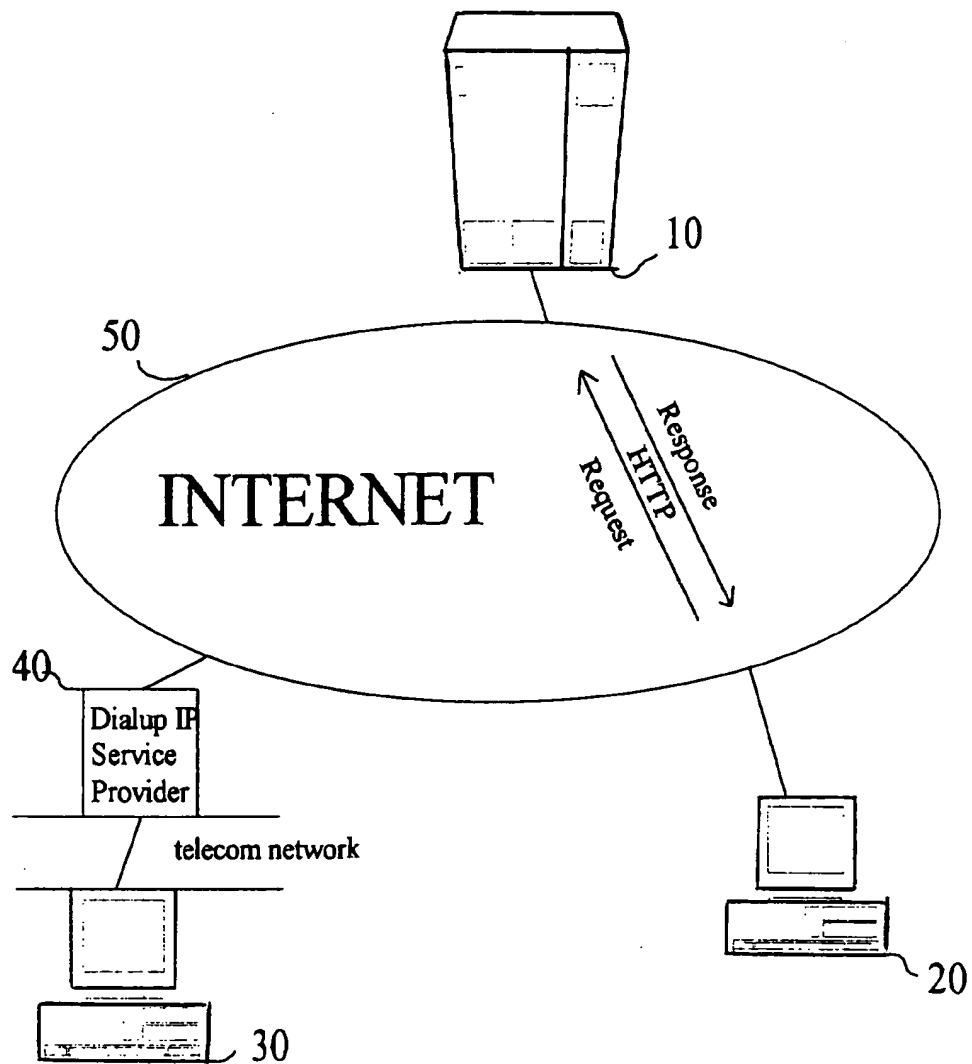 10
50
Response
HTTP
Request
INTERNET
40
Dialup IP
Service
Provider
telecom network
20
30